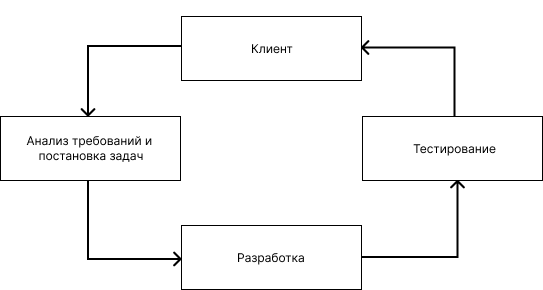 Клиент
Анализ требований и
постановка задач
Тестирование
Разработка